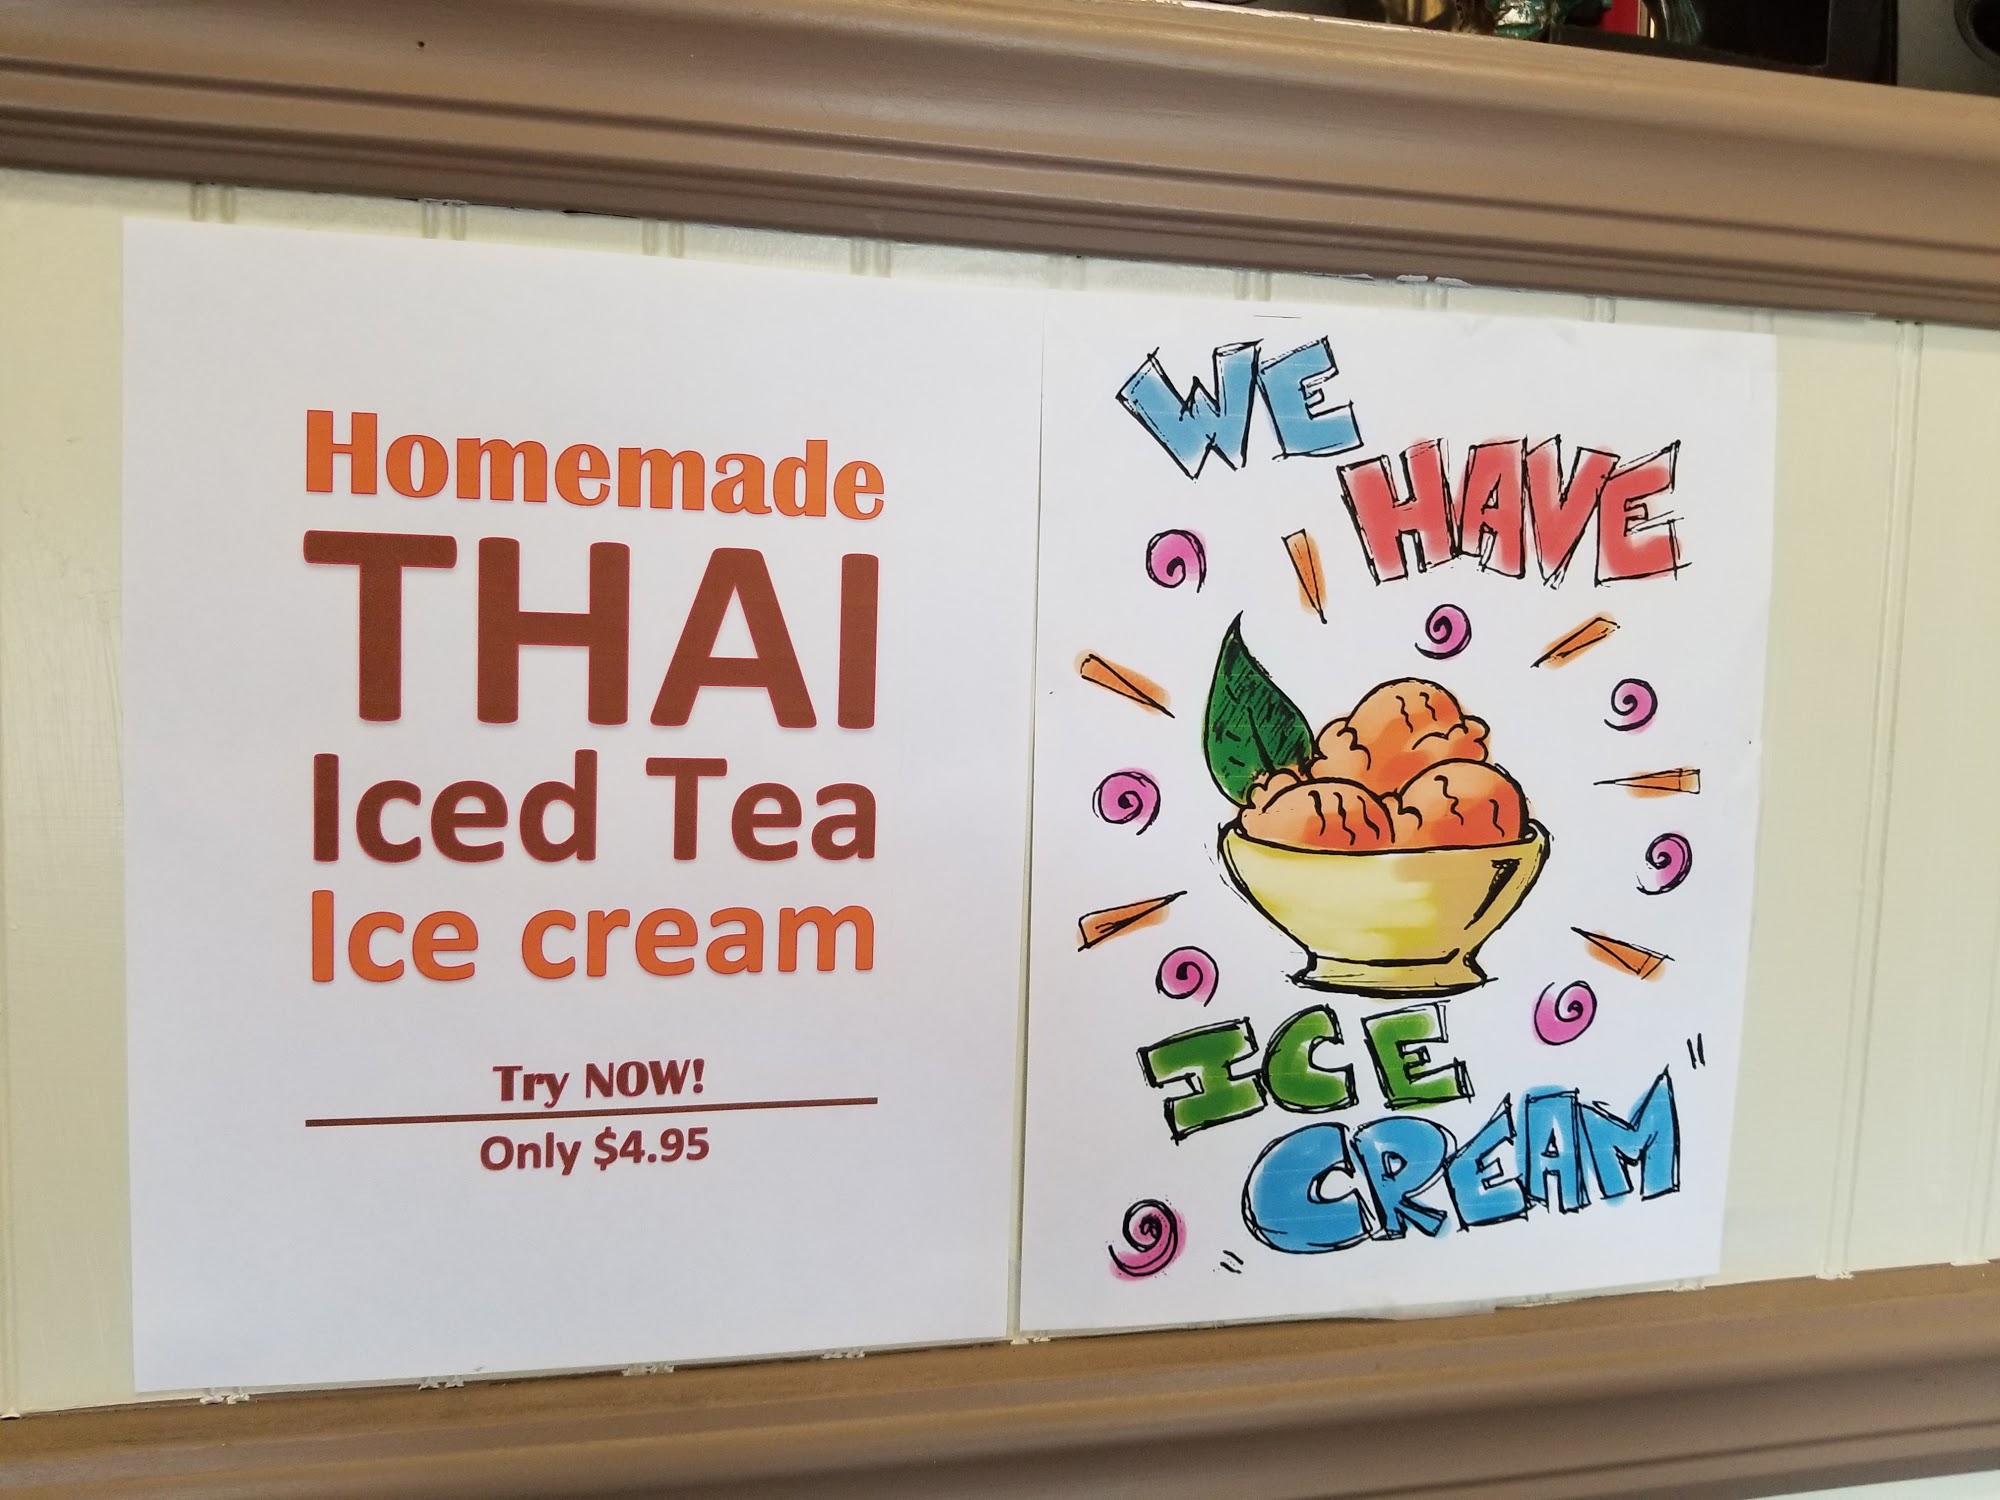 Homemade
THAI
Iced Tea
Ice cream
Try NOW!
Only $4.95
WE
HAVE
ICE
CREAM